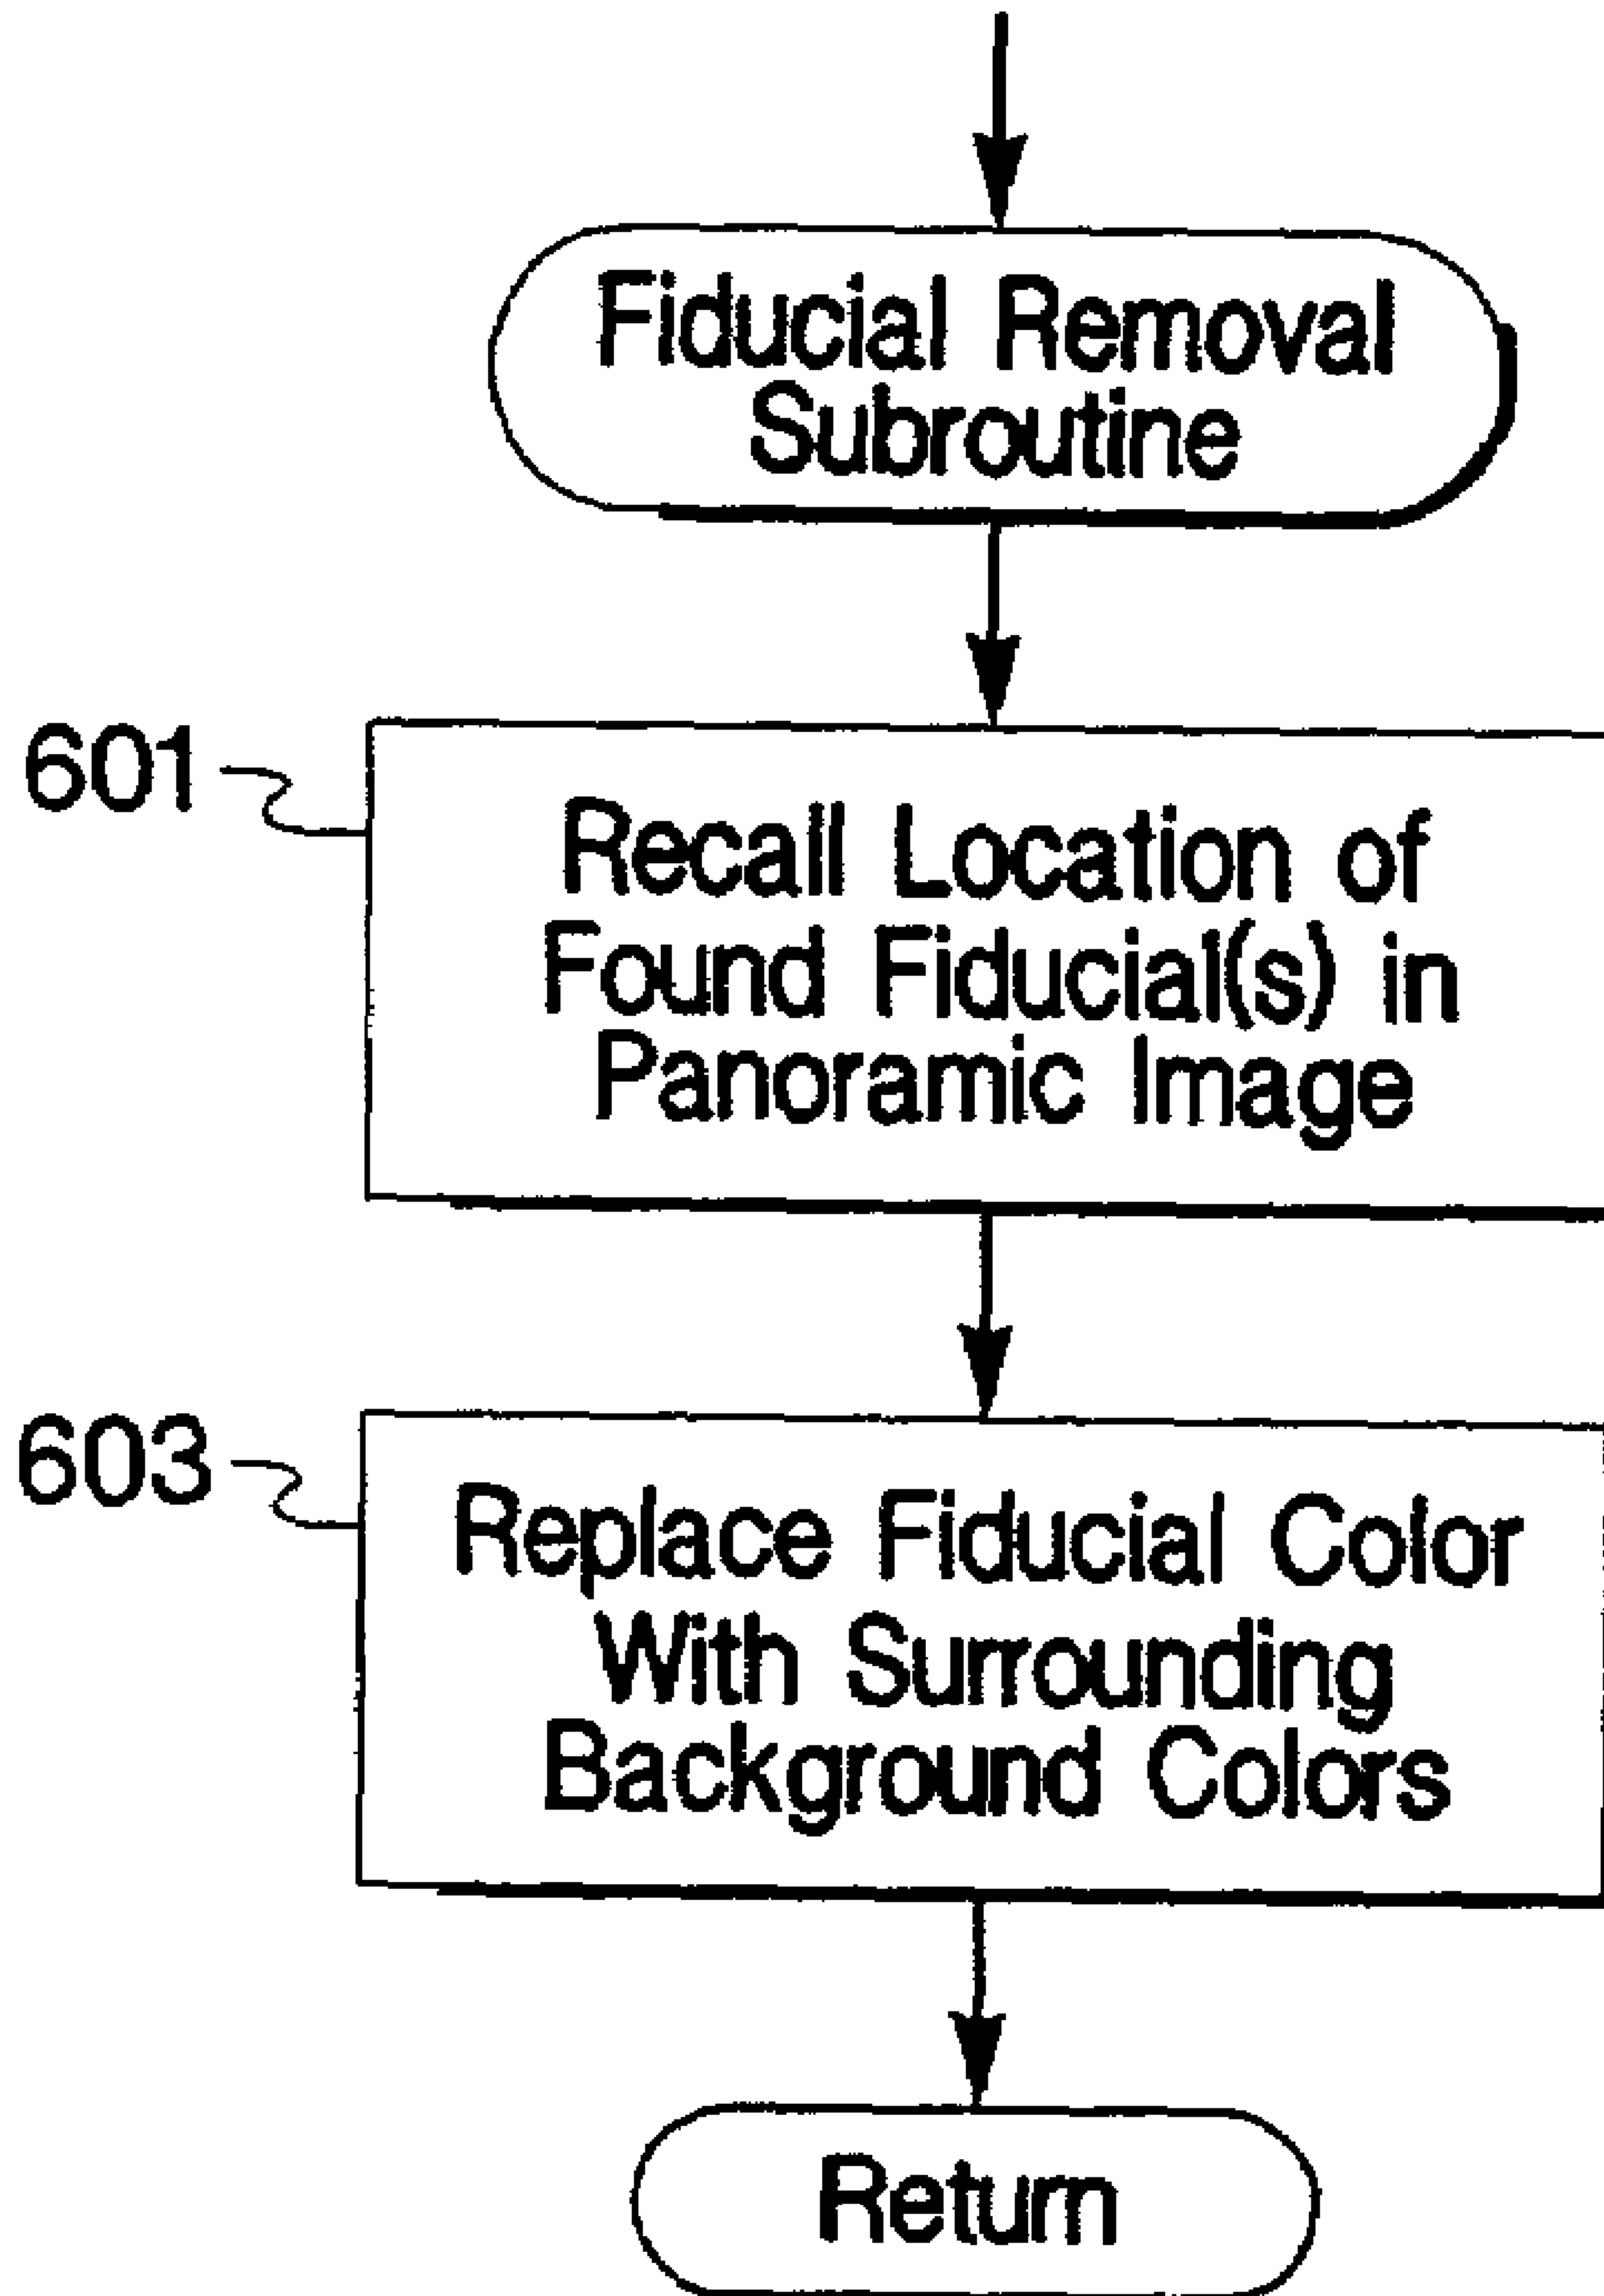 Fiducial Removal
Subroutine
601
Recall Location of
Found Fiducial(s) in
Panoramic Image
603
Replace Fiducial Color
With Surrounding
Background Colors
Return